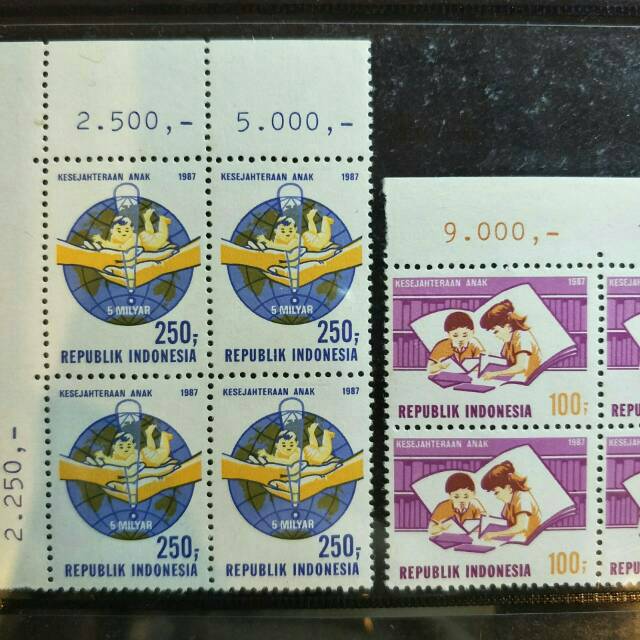 2.500,- 5.000,-
KESEJAHTERAAN ANAK 1987
5 MILYAR
250,-
REPUBLIK INDONESIA
KESEJAHTERAAN ANAK 1987
5 MILYAR
250,-
REPUBLIK INDONESIA
KESEJAHTERAAN ANAK 1987
5 MILYAR
250,-
REPUBLIK INDONESIA
KESEJAHTERAAN ANAK 1987
5 MILYAR
250,-
REPUBLIK INDONESIA
2.250,-
9.000,-
KESEJAHTERAAN ANAK 1987
REPUBLIK INDONESIA 100,-
KESEJAHTERAAN ANAK 1987
REPUBLIK INDONESIA 100,-